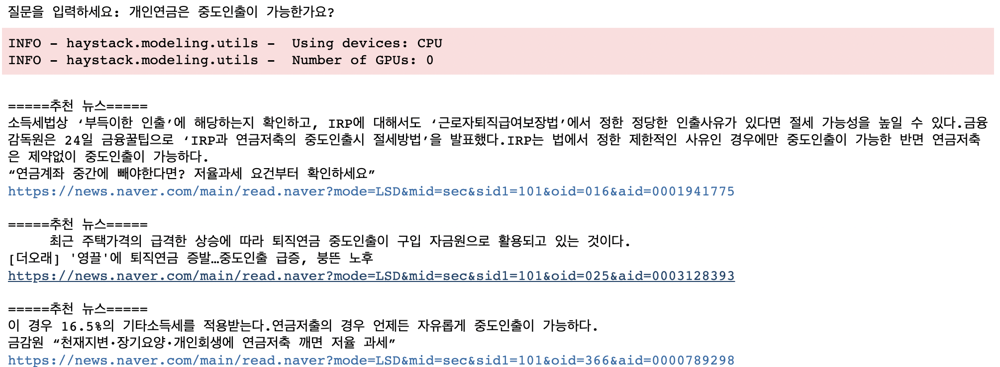 질문을 입력하세요: 개인연금은 중도인출이 가능한가요?
INFO - haystack.modeling.utils -  Using devices: CPU
INFO - haystack.modeling.utils -  Number of GPUs: 0
=====추천 뉴스=====
소득세법상 ‘부득이한 인출’에 해당하는지 확인하고, IRP에 대해서도 ‘근로자퇴직급여보장법’에서 정한 정당한 인출사유가 있다면 절세 가능성을 높일 수 있다.금융
감독원은 24일 금융꿀팁으로 ‘IRP과 연금저축의 중도인출시 절세방법’을 발표했다.IRP는 법에서 정한 제한적인 사유인 경우에만 중도인출이 가능한 반면 연금저축
은 제약없이 중도인출이 가능하다.
“연금계좌 중간에 빼야한다면? 저율과세 요건부터 확인하세요”
https://news.naver.com/main/read.naver?mode=LSD&mid=sec&sid1=101&oid=016&aid=0001941775
=====추천 뉴스=====
최근 주택가격의 급격한 상승에 따라 퇴직연금 중도인출이 구입 자금원으로 활용되고 있는 것이다.
[더오래] '영끌'에 퇴직연금 증발…중도인출 급증, 붕뜬 노후
https://news.naver.com/main/read.naver?mode=LSD&mid=sec&sid1=101&oid=025&aid=0003128393
=====추천 뉴스=====
이 경우 16.5%의 기타소득세를 적용받는다.연금저출의 경우 언제든 자유롭게 중도인출이 가능하다.
금감원 “천재지변·장기요양·개인회생에 연금저축 깨면 저율 과세”
https://news.naver.com/main/read.naver?mode=LSD&mid=sec&sid1=101&oid=366&aid=0000789298